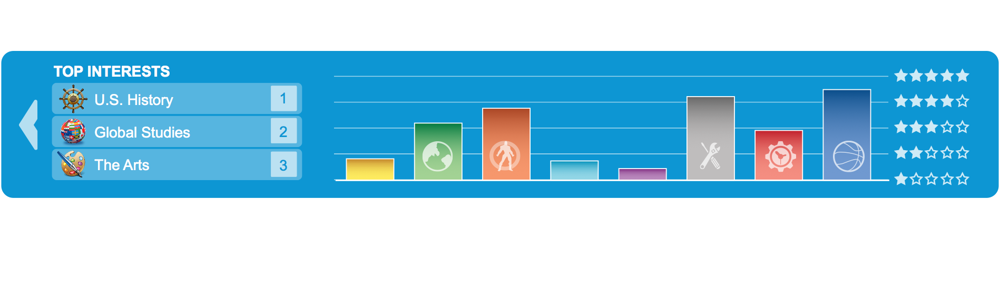 TOP INTERESTS
U.S. History 1
Global Studies 2
The Arts 3